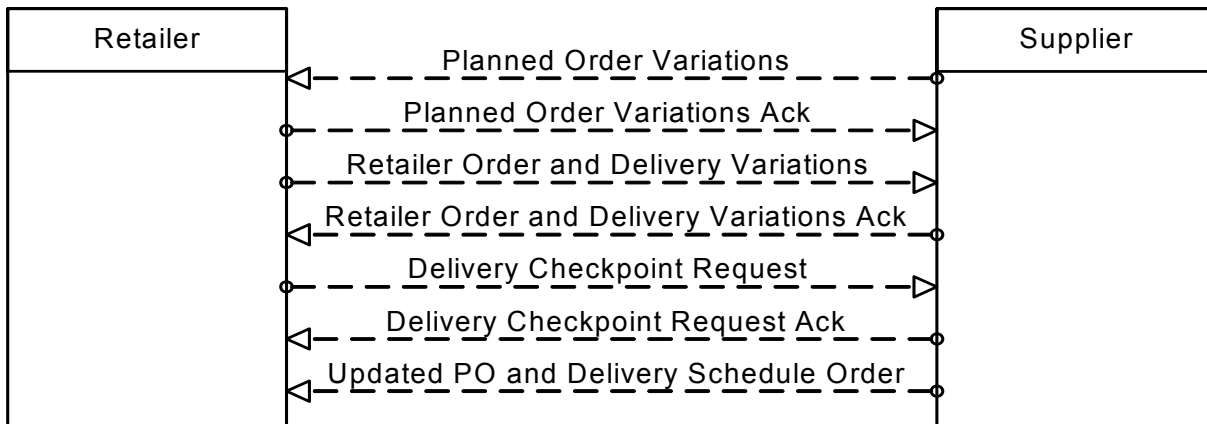 Retailer
Supplier
Planned Order Variations
Planned Order Variations Ack
Retailer Order and Delivery Variations
Retailer Order and Delivery Variations Ack
Delivery Checkpoint Request
Delivery Checkpoint Request Ack
Updated PO and Delivery Schedule Order